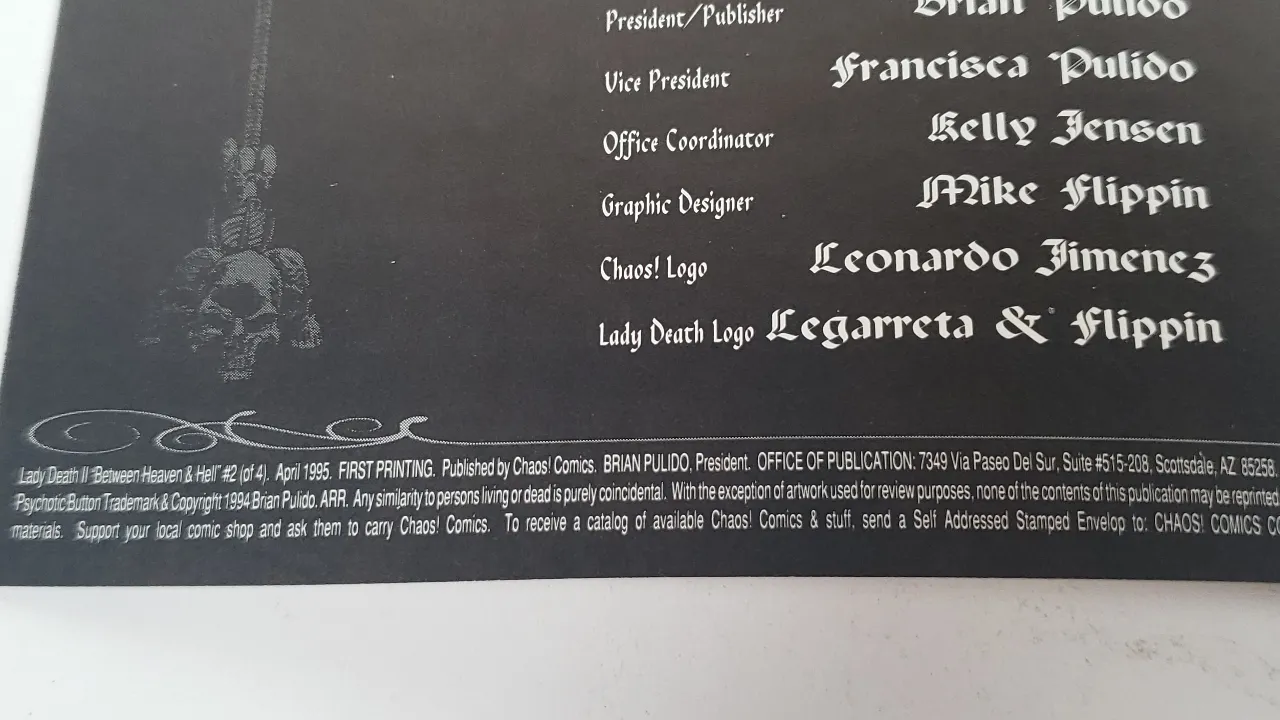 President/Publisher Brian Pulido
Vice President Francisca Pulido
Office Coordinator Kelly Jensen
Graphic Designer Mike Flippin
Chaos! Logo Leonardo Jimenez
Lady Death Logo Legarreta & Flippin
Lady Death II "Between Heaven & Hell" #2 (of 4). April 1995. FIRST PRINTING. Published by Chaos! Comics. BRIAN PULIDO, President. OFFICE OF PUBLICATION: 7349 Via Paseo Del Sur, Suite #515-208, Scottsdale, AZ 85258
Psychotic Button Trademark & Copyright 1994 Brian Pulido. ARR. Any similarity to persons living or dead is purely coincidental. With the exception of artwork used for review purposes, none of the contents of this publication may be reprinted
materials. Support your local comic shop and ask them to carry Chaos! Comics. To receive a catalog of available Chaos! Comics & stuff, send a Self Addressed Stamped Envelop to: CHAOS! COMICS